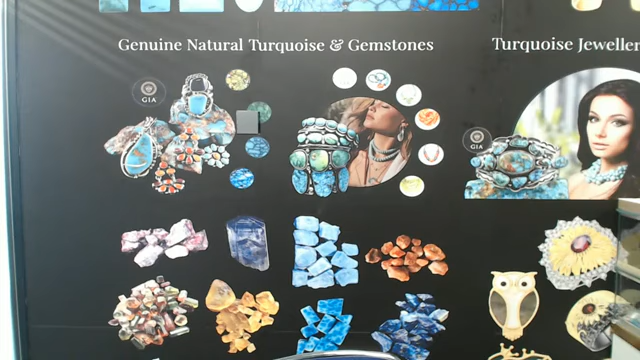 Genuine Natural Turquoise & Gemstones
Turquoise Jeweller
GIA
GIA